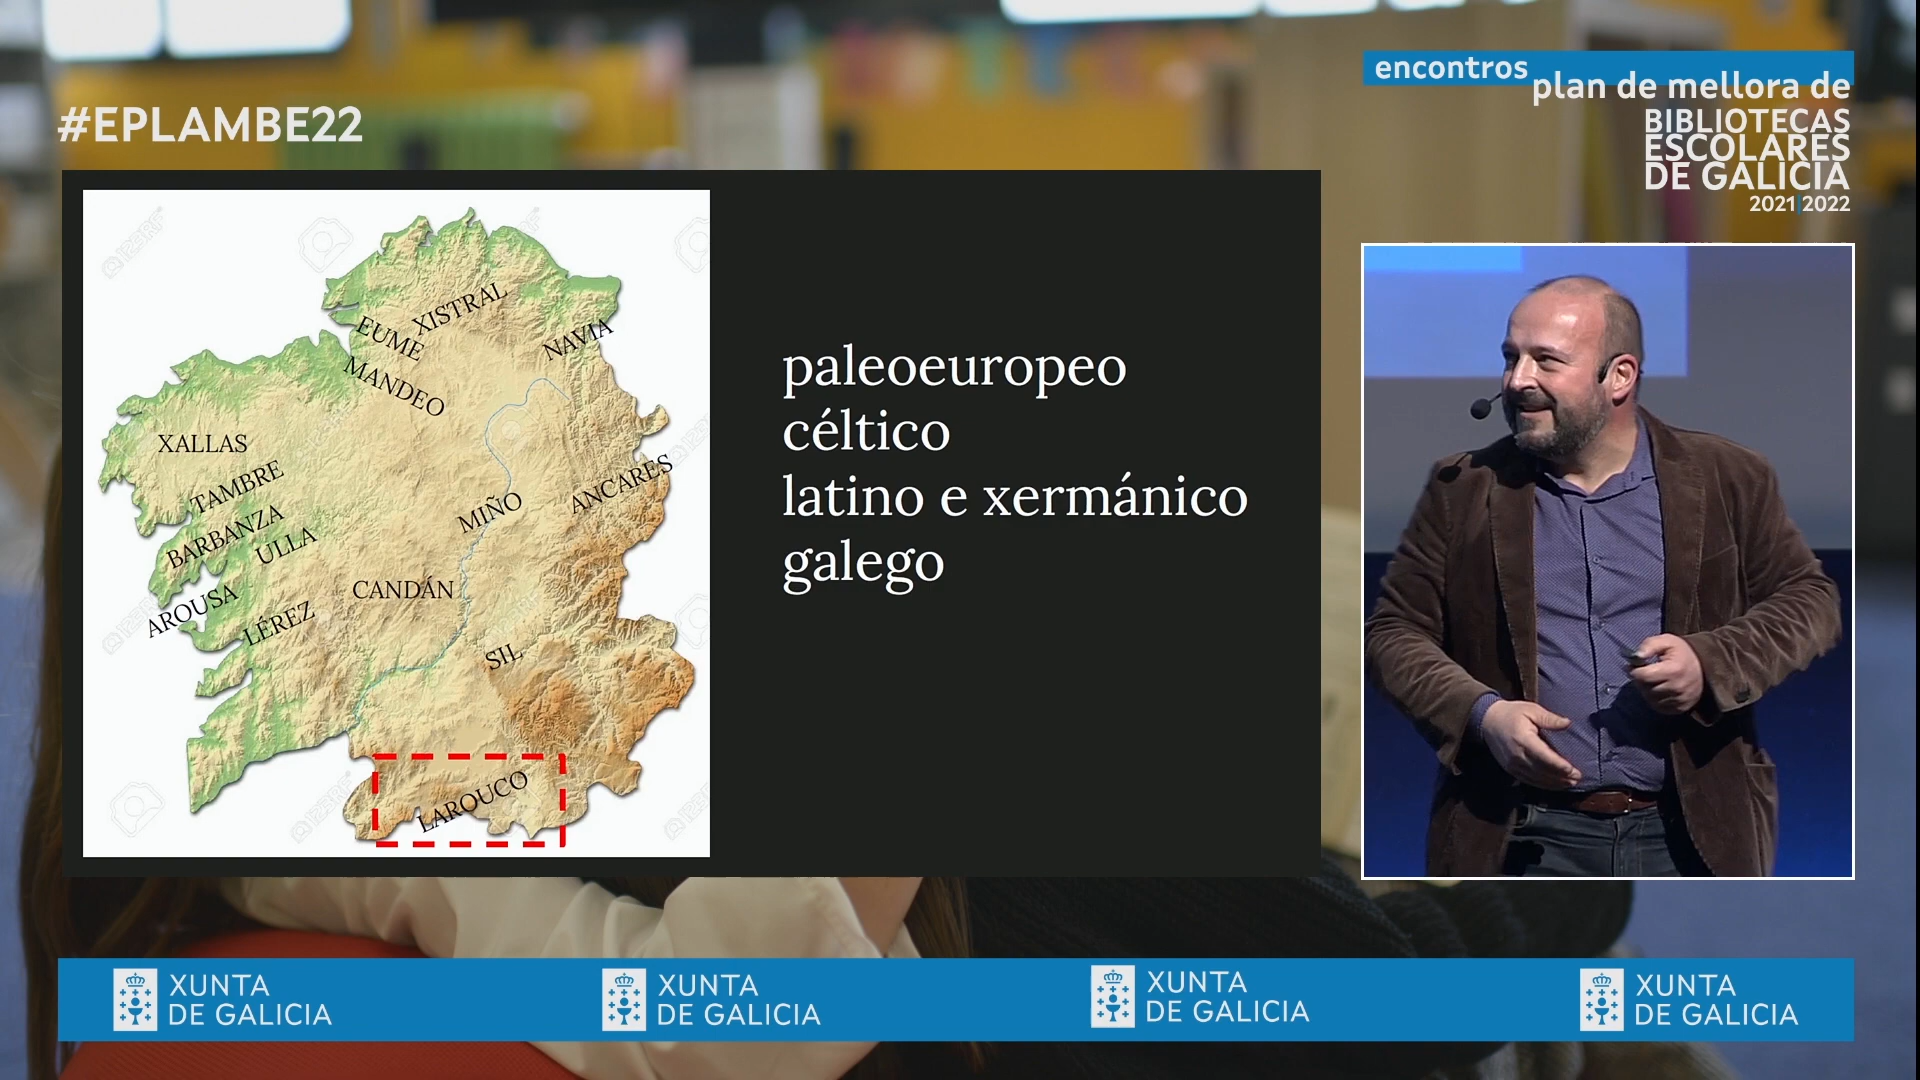 #EPLAMBE22
encontros
plan de mellora de
BIBLIOTECAS
ESCOLARES
DE GALICIA
2021|2022
XISTRAL
EUME
NAVIA
MANDEO
XALLAS
TAMBRE
ANCARES
MIÑO
BARBANZA
ULLA
CANDÁN
AROUSA
LÉREZ
SIL
LAROUCO
paleoeuropeo
céltico
latino e xermánico
galego
XUNTA
DE GALICIA
XUNTA
DE GALICIA
XUNTA
DE GALICIA
XUNTA
DE GALICIA